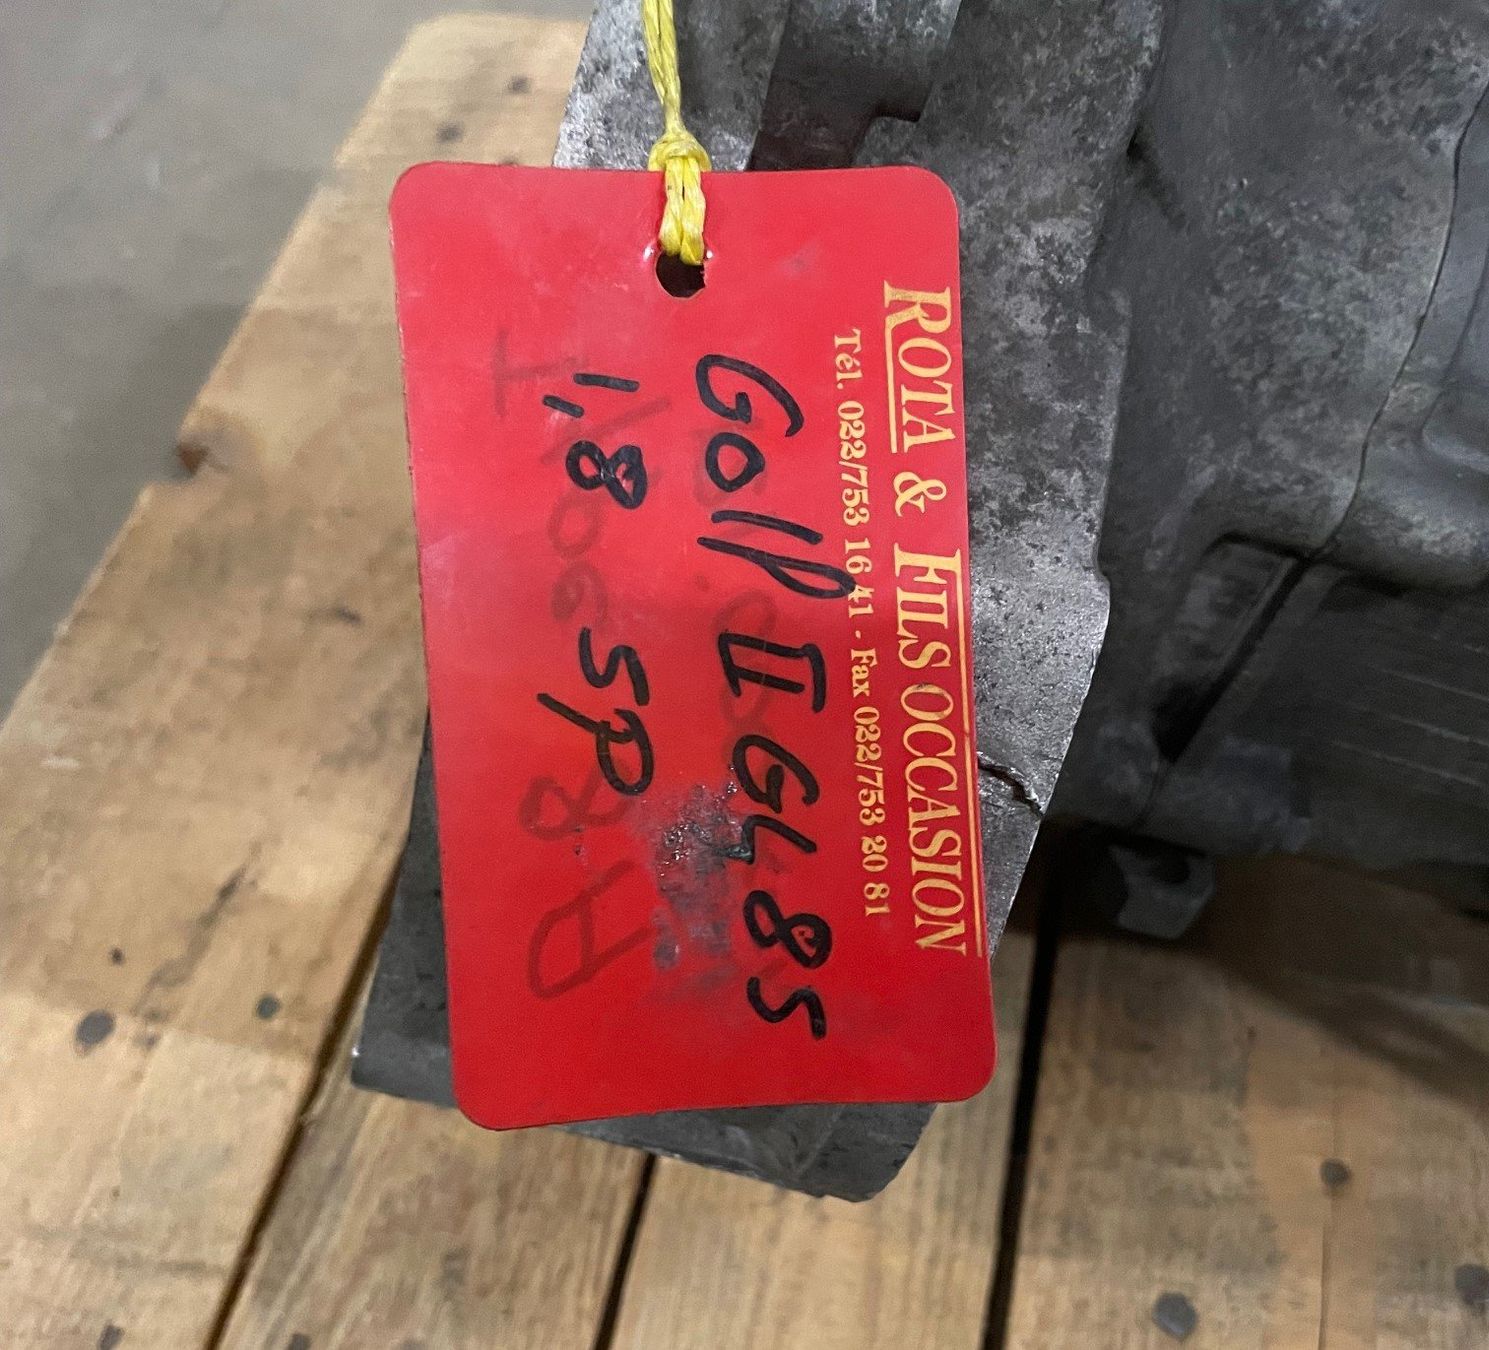 ROTA & FILS OCCASION
Tél. 022/753 16 41 - Fax 022/753 20 81
Golf II GL 85
1,8 5P